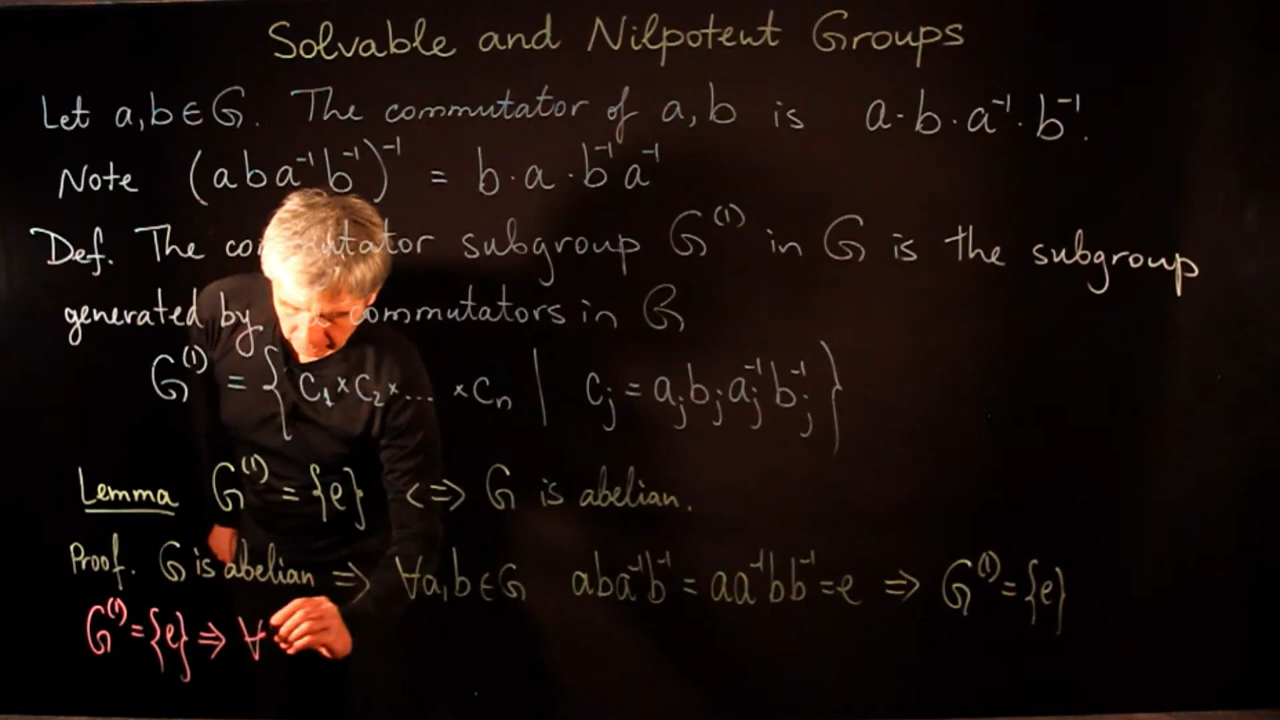 Solvable and Nilpotent Groups
Let a,b∈G. The commutator of a,b is a·b·a⁻¹·b⁻¹.
Note (aba⁻¹b⁻¹)⁻¹ = b·a·b⁻¹a⁻¹
Def. The commutator subgroup G⁽¹⁾ in G is the subgroup
generated by commutators in G
G⁽¹⁾ = { c₁×c₂×... ×cₙ | cⱼ = aⱼbⱼaⱼ⁻¹bⱼ⁻¹ }
Lemma G⁽¹⁾ = {e} <=> G is abelian.
Proof. G is abelian => ∀a,b∈G aba⁻¹b⁻¹ = aa⁻¹bb⁻¹ = e => G⁽¹⁾ = {e}
G⁽¹⁾ = {e} => ∀